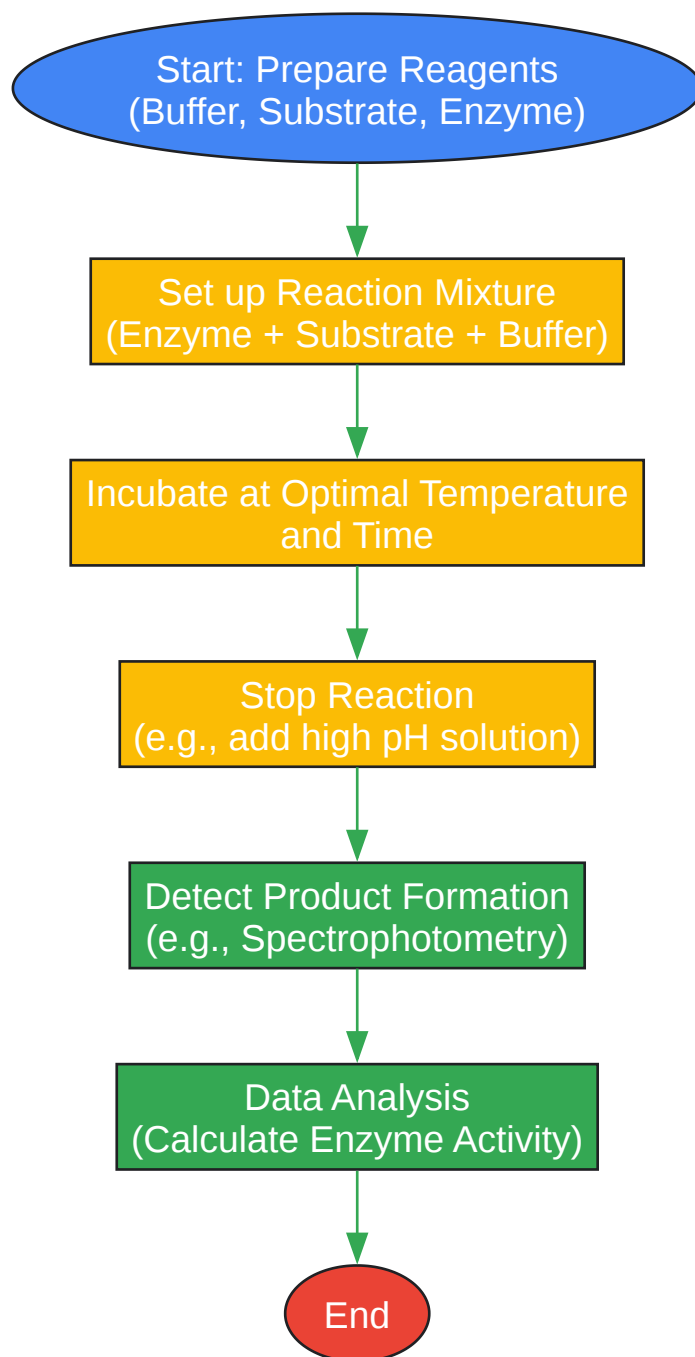 Start: Prepare Reagents
(Buffer, Substrate, Enzyme)
Set up Reaction Mixture
(Enzyme + Substrate + Buffer)
Incubate at Optimal Temperature
and Time
Stop Reaction
(e.g., add high pH solution)
Detect Product Formation
(e.g., Spectrophotometry)
Data Analysis
(Calculate Enzyme Activity)
End